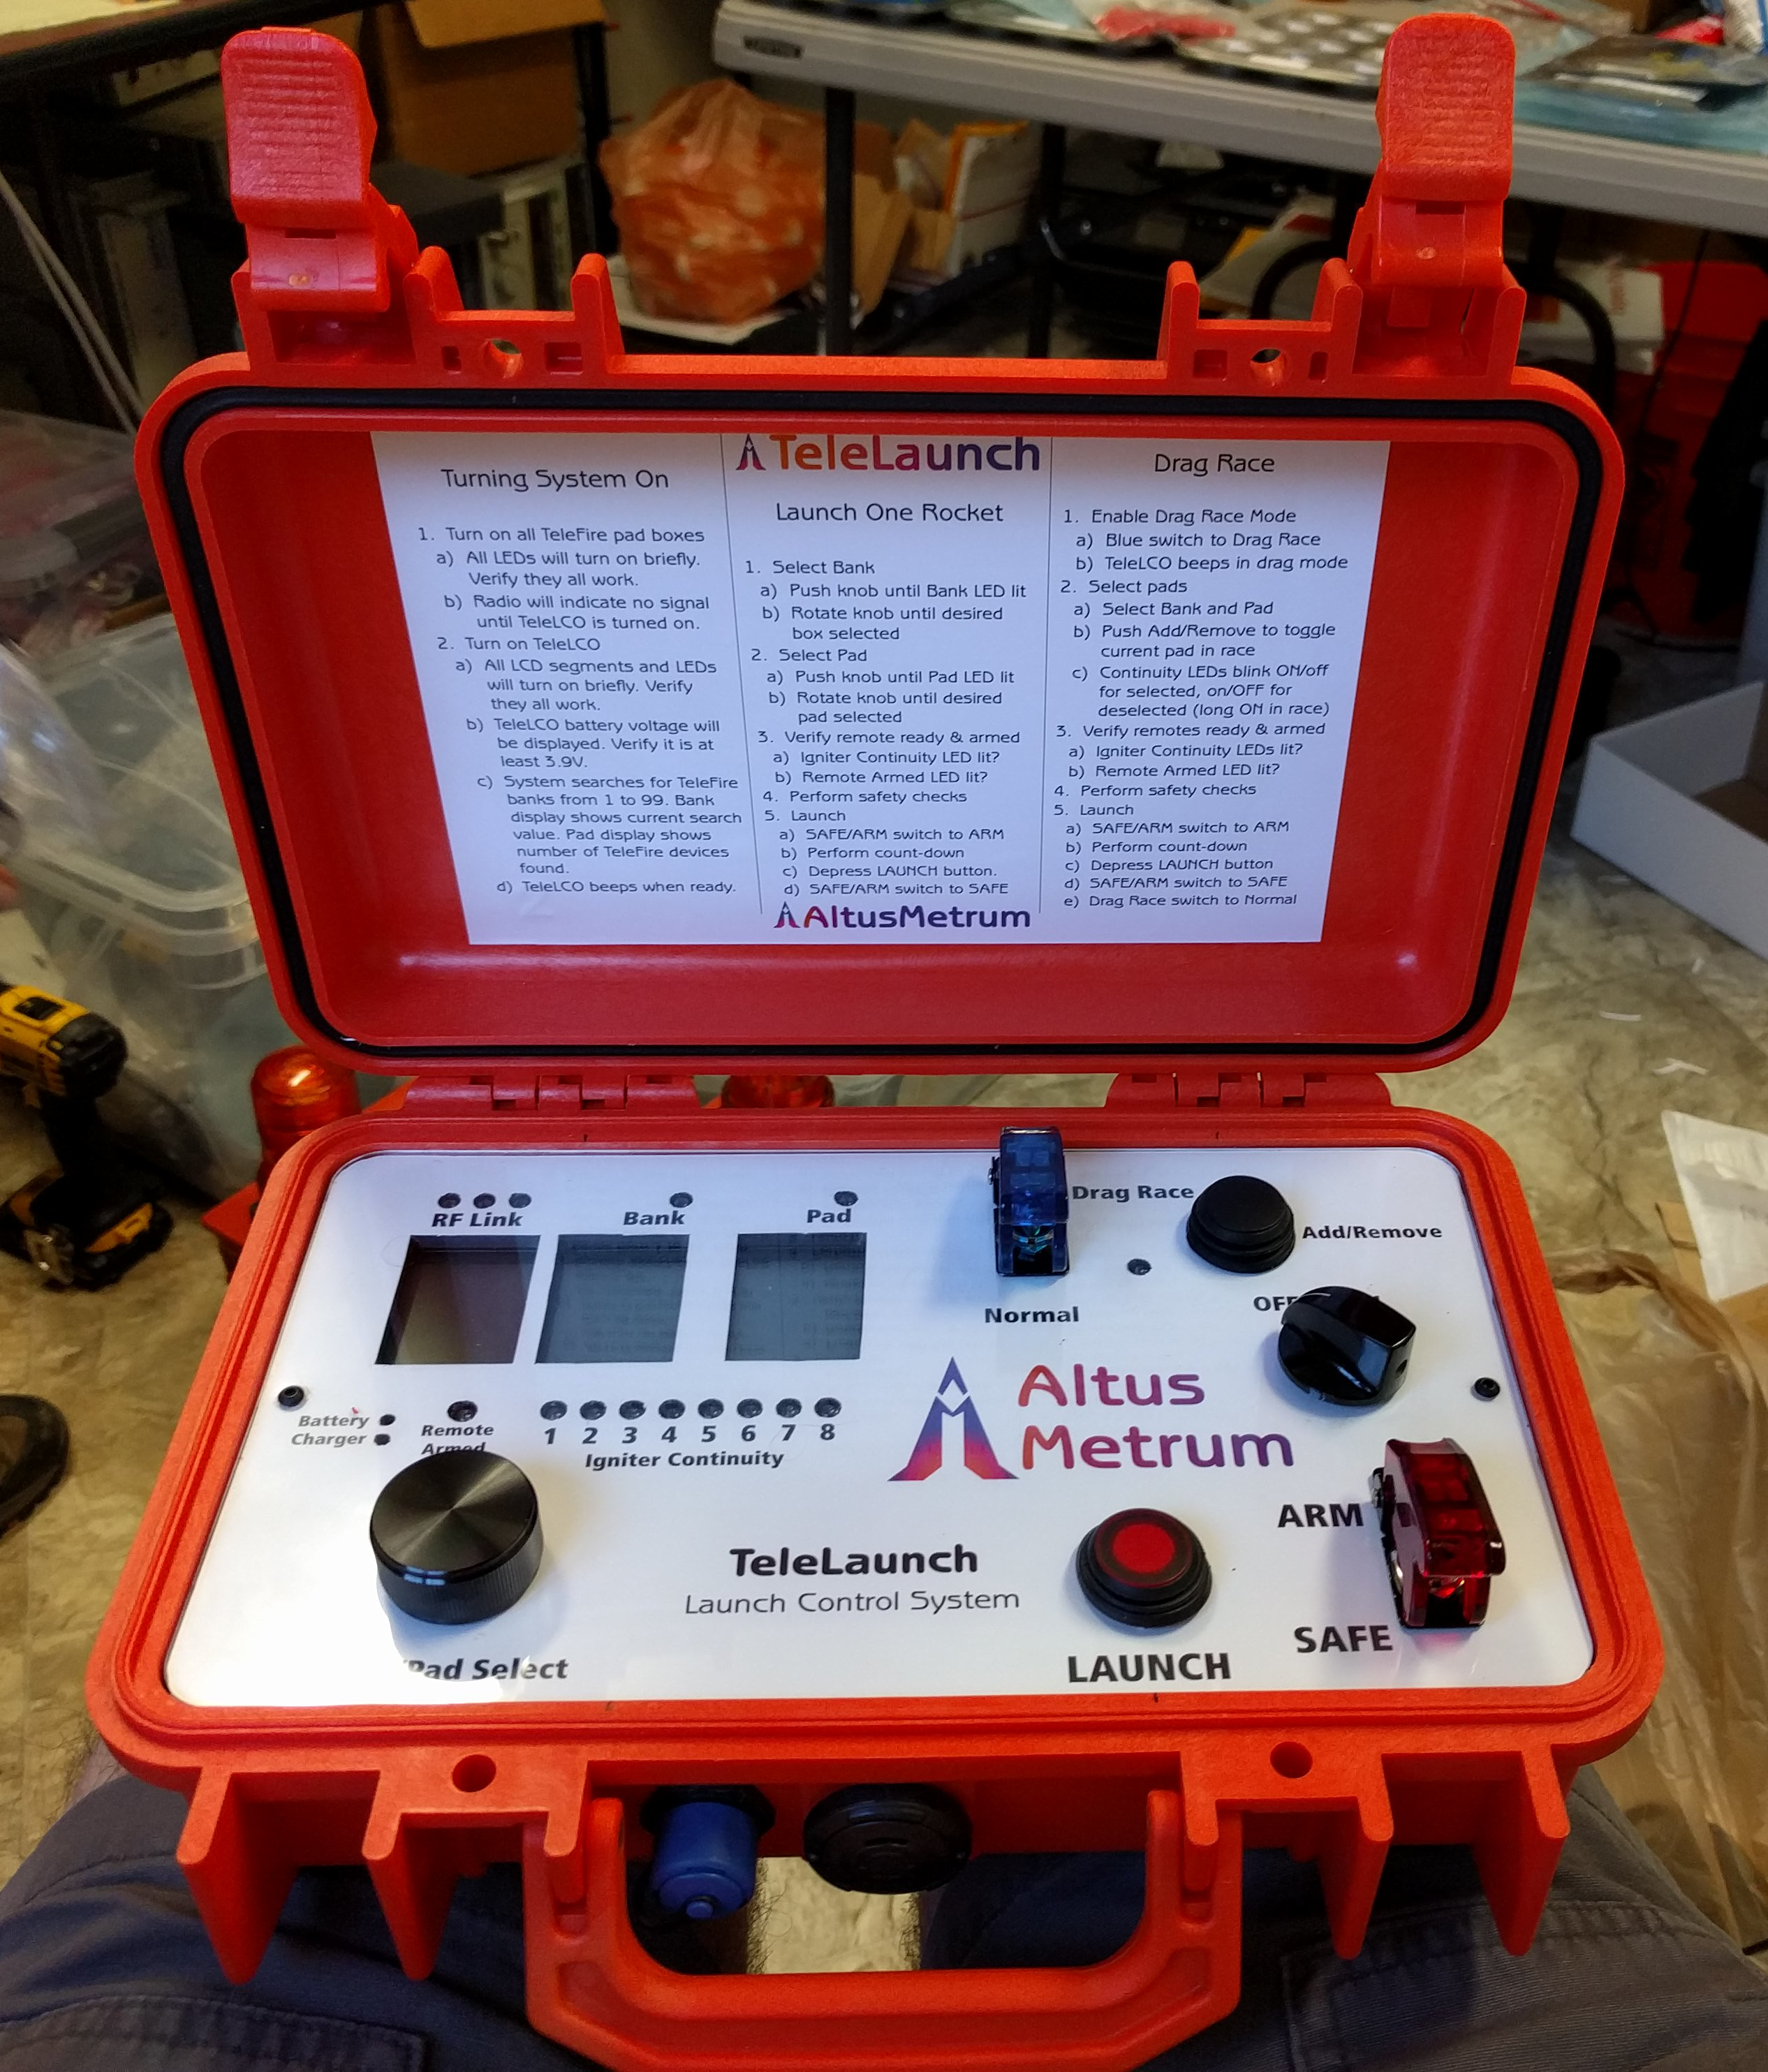 TeleLaunch
Turning System On
1. Turn on all TeleFire pad boxes
a) All LEDs will turn on briefly.
Verify they all work.
b) Radio will indicate no signal
until TeleLCO is turned on.
2. Turn on TeleLCO
a) All LCD segments and LEDs
will turn on briefly. Verify
they all work.
b) TeleLCO battery voltage will
be displayed. Verify it is at
least 3.9V.
c) System searches for TeleFire
banks from 1 to 99. Bank
display shows current search
value. Pad display shows
number of TeleFire devices
found.
d) TeleLCO beeps when ready.
Launch One Rocket
1. Select Bank
a) Push knob until Bank LED lit
b) Rotate knob until desired
box selected
2. Select Pad
a) Push knob until Pad LED lit
b) Rotate knob until desired
pad selected
3. Verify remote ready & armed
a) Igniter Continuity LED lit?
b) Remote Armed LED lit?
4. Perform safety checks
5. Launch
a) SAFE/ARM switch to ARM
b) Perform count-down
c) Depress LAUNCH button.
d) SAFE/ARM switch to SAFE
AltusMetrum
Drag Race
1. Enable Drag Race Mode
a) Blue switch to Drag Race
b) TeleLCO beeps in drag mode
2. Select pads
a) Select Bank and Pad
b) Push Add/Remove to toggle
current pad in race
c) Continuity LEDs blink ON/off
for selected, on/OFF for
deselected (long ON in race)
3. Verify remotes ready & armed
a) Igniter Continuity LEDs lit?
b) Remote Armed LED lit?
4. Perform safety checks
5. Launch
a) SAFE/ARM switch to ARM
b) Perform count-down
c) Depress LAUNCH button
d) SAFE/ARM switch to SAFE
e) Drag Race switch to Normal
RF Link
Bank
Pad
Drag Race
Add/Remove
Normal
OFF
Battery
Charger
Remote
Armed
1 2 3 4 5 6 7 8
Igniter Continuity
Altus
Metrum
ARM
SAFE
TeleLaunch
Launch Control System
LAUNCH
Pad Select